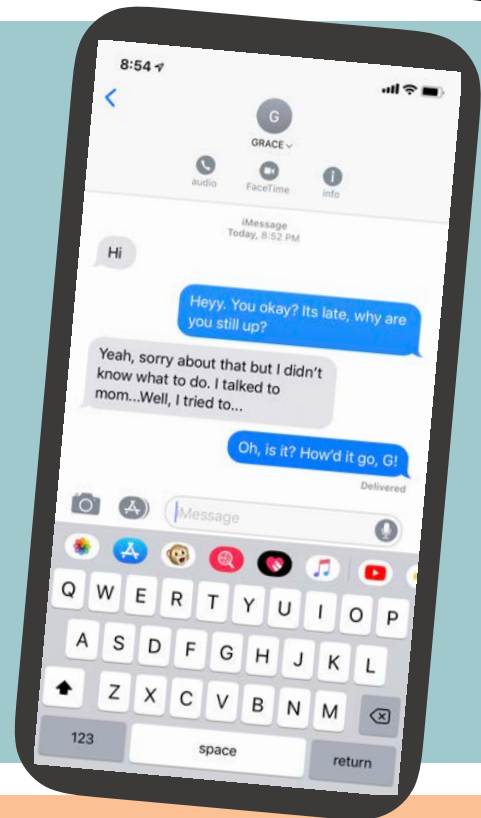 8:54
G
GRACE
audio FaceTime info
iMessage
Today, 8:52 PM
Hi
Heyy. You okay? Its late, why are
you still up?
Yeah, sorry about that but I didn't
know what to do. I talked to
mom...Well, I tried to...
Oh, is it? How'd it go, G!
Delivered
iMessage
Q W E R T Y U I O P
A S D F G H J K L
Z X C V B N M
123 space return